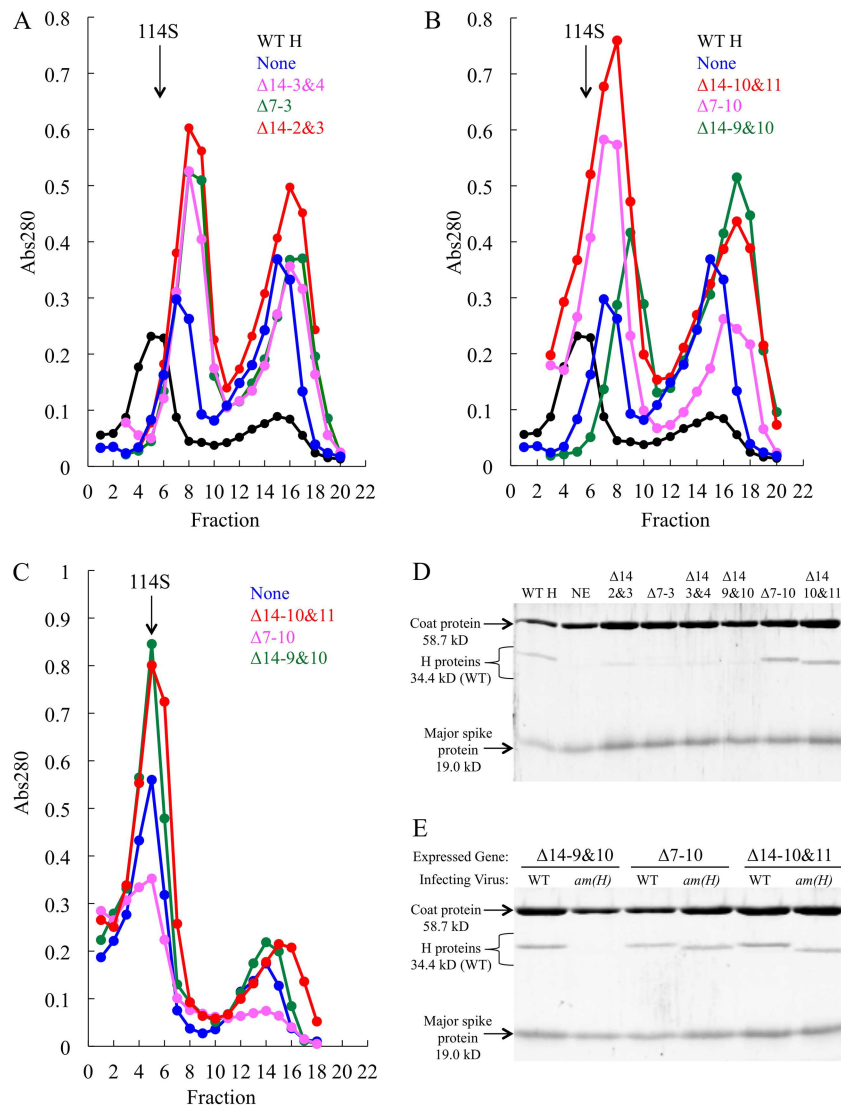 A
114S
WT H
None
Δ14-3&4
Δ7-3
Δ14-2&3
0.8
0.7
0.6
0.5
0.4
0.3
0.2
0.1
0
Abs280
0 2 4 6 8 10 12 14 16 18 20 22
Fraction
B
114S
WT H
None
Δ14-10&11
Δ7-10
Δ14-9&10
0.8
0.7
0.6
0.5
0.4
0.3
0.2
0.1
0
Abs280
0 2 4 6 8 10 12 14 16 18 20 22
Fraction
C
114S
None
Δ14-10&11
Δ7-10
Δ14-9&10
1
0.9
0.8
0.7
0.6
0.5
0.4
0.3
0.2
0.1
0
Abs280
0 2 4 6 8 10 12 14 16 18 20
Fraction
D
Δ14 Δ14 Δ14 Δ14
WT H NE 2&3 Δ7-3 3&4 9&10 Δ7-10 10&11
Coat protein
58.7 kD
H proteins
34.4 kD (WT)
Major spike
protein
19.0 kD
E
Expressed Gene: Δ14-9&10 Δ7-10 Δ14-10&11
Infecting Virus: WT am(H) WT am(H) WT am(H)
Coat protein
58.7 kD
H proteins
34.4 kD (WT)
Major spike
protein
19.0 kD